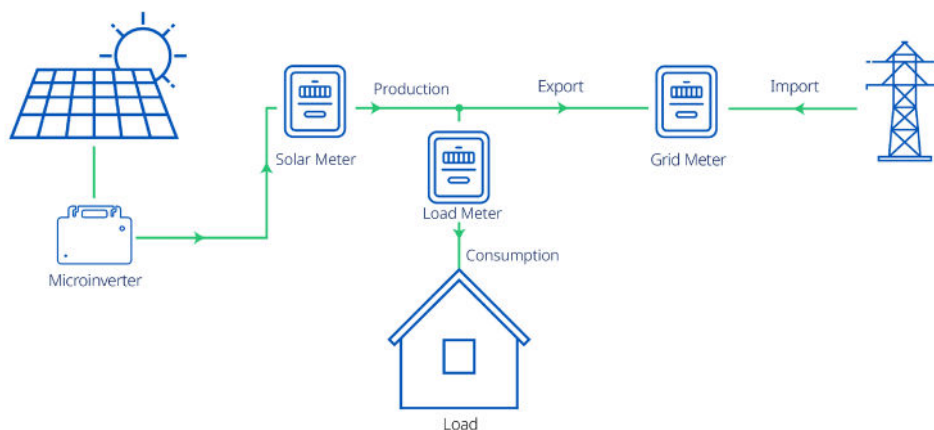 Production
Export
Import
Solar Meter
Grid Meter
Load Meter
Consumption
Microinverter
Load